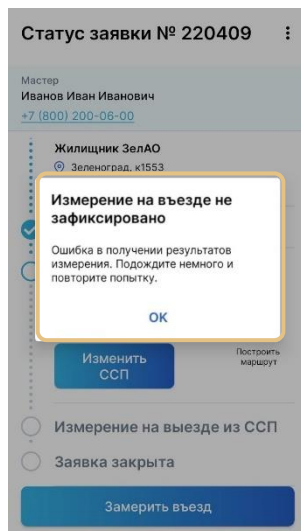 Статус заявки № 220409
Мастер
Иванов Иван Иванович
+7 (800) 200-06-00
Жилищник ЗелАО
Зеленоград, к1553
Измерение на въезде не
зафиксировано
Ошибка в получении результатов
измерения. Подождите немного и
повторите попытку.
ОК
Изменить
ССП
Построить
маршрут
Измерение на выезде из ССП
Заявка закрыта
Замерить въезд